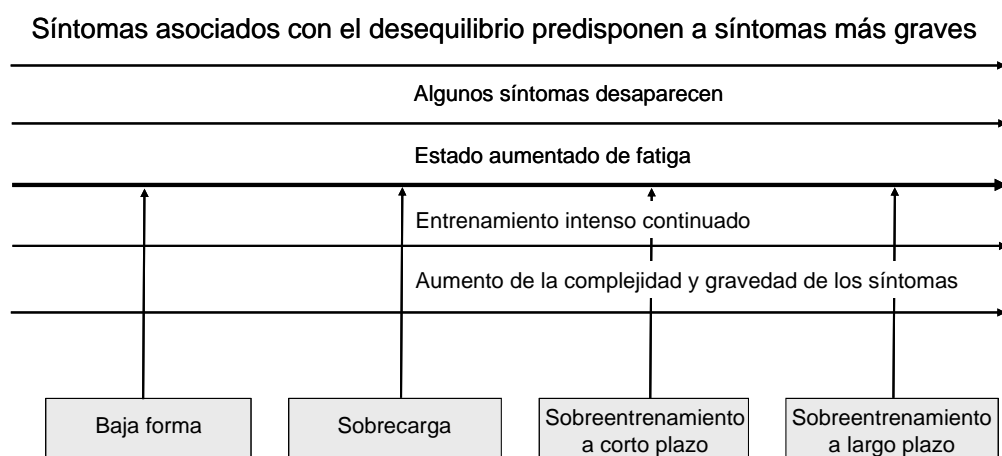 Síntomas asociados con el desequilibrio predisponen a síntomas más graves
Algunos síntomas desaparecen
Estado aumentado de fatiga
Entrenamiento intenso continuado
Aumento de la complejidad y gravedad de los síntomas
Baja forma
Sobrecarga
Sobreentrenamiento
a corto plazo
Sobreentrenamiento
a largo plazo